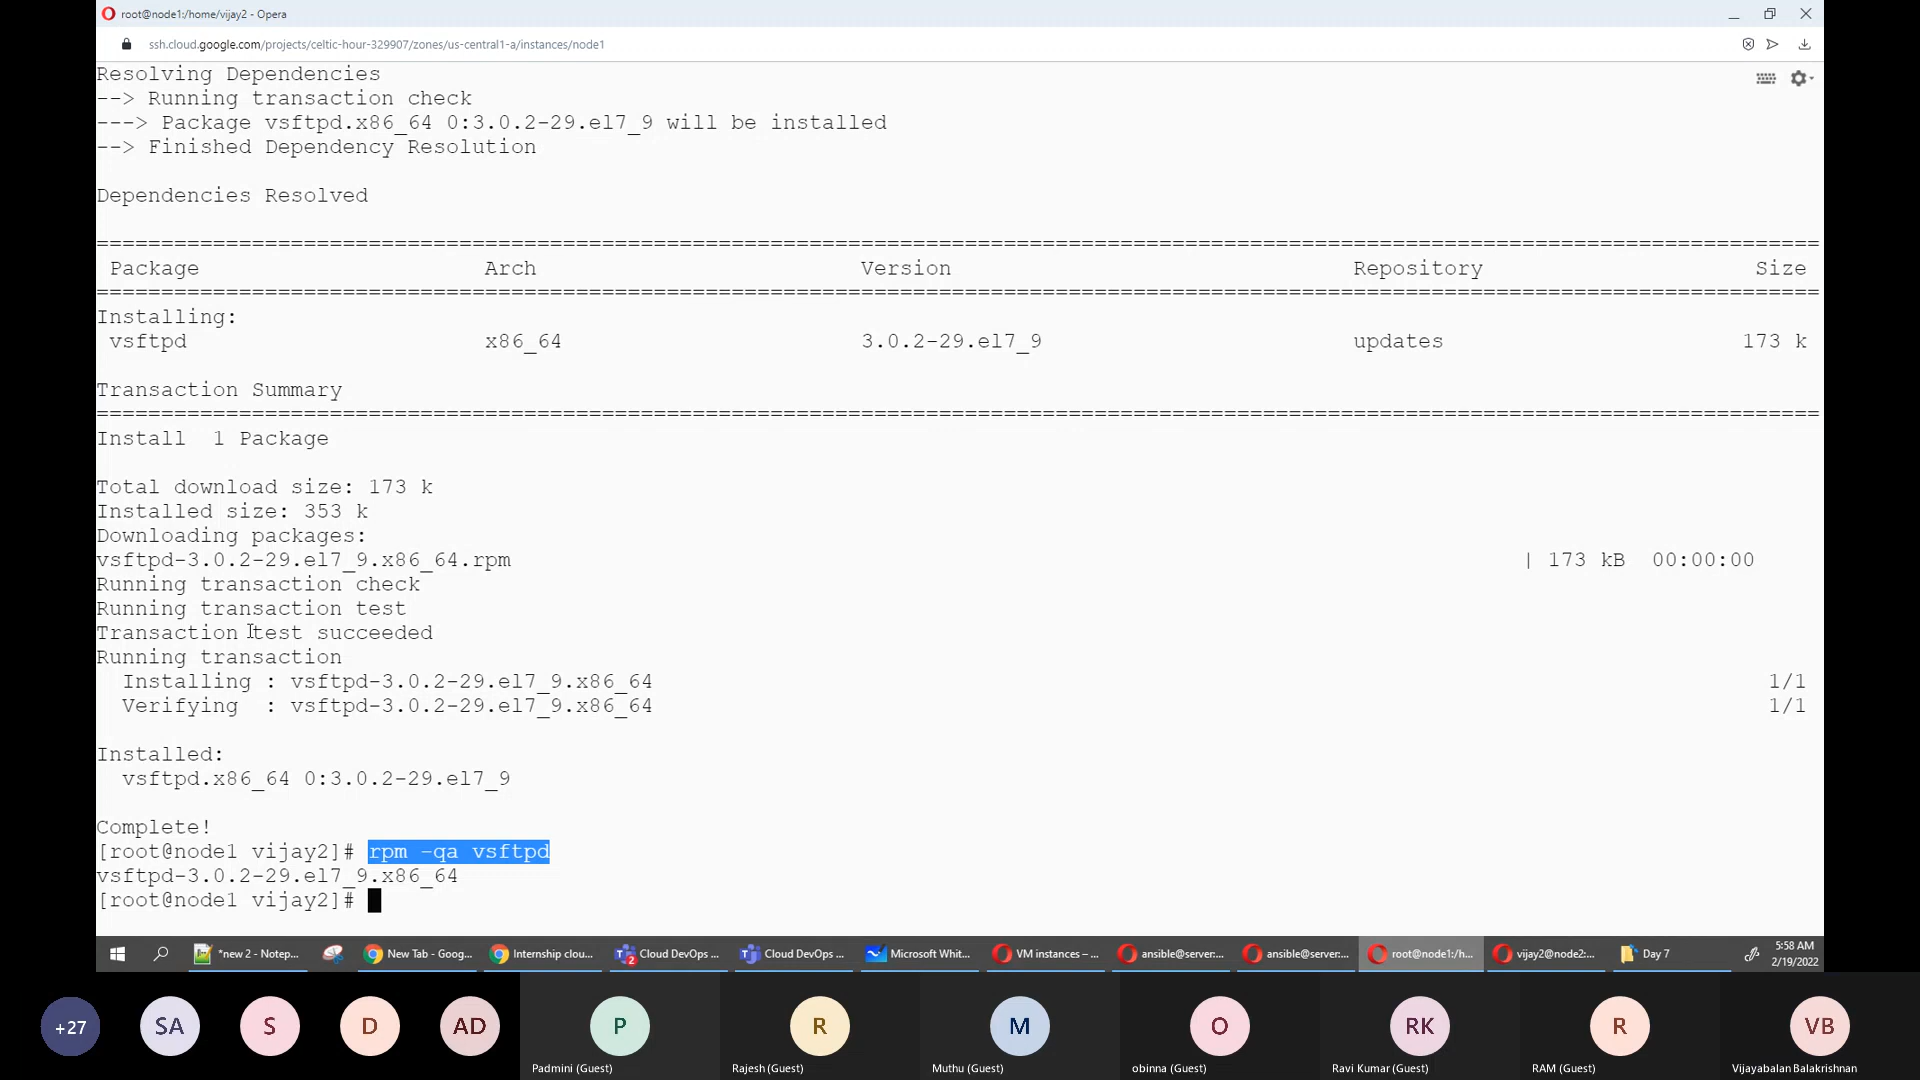 root@node1:/home/vijay2 - Opera
ssh.cloud.google.com/projects/celtic-hour-329907/zones/us-central1-a/instances/node1
Resolving Dependencies
--> Running transaction check
---> Package vsftpd.x86_64 0:3.0.2-29.el7_9 will be installed
--> Finished Dependency Resolution
Dependencies Resolved
================================================================================
Package Arch Version Repository Size
================================================================================
Installing:
vsftpd x86_64 3.0.2-29.el7_9 updates 173 k
Transaction Summary
================================================================================
Install 1 Package
Total download size: 173 k
Installed size: 353 k
Downloading packages:
vsftpd-3.0.2-29.el7_9.x86_64.rpm | 173 kB 00:00:00
Running transaction check
Running transaction test
Transaction test succeeded
Running transaction
Installing : vsftpd-3.0.2-29.el7_9.x86_64 1/1
Verifying : vsftpd-3.0.2-29.el7_9.x86_64 1/1
Installed:
vsftpd.x86_64 0:3.0.2-29.el7_9
Complete!
[root@node1 vijay2]# rpm -qa vsftpd
vsftpd-3.0.2-29.el7_9.x86_64
[root@node1 vijay2]#
*new 2 - Notep... New Tab - Goog... Internship clou... 2 Cloud DevOps ... Cloud DevOps ... Microsoft Whit... VM instances – ... ansible@server:... ansible@server:... root@node1:/h... vijay2@node2:... Day 7 5:58 AM
2/19/2022
+27 SA S D AD P R M O RK R VB
Padmini (Guest) Rajesh (Guest) Muthu (Guest) obinna (Guest) Ravi Kumar (Guest) RAM (Guest) Vijayabalan Balakrishnan